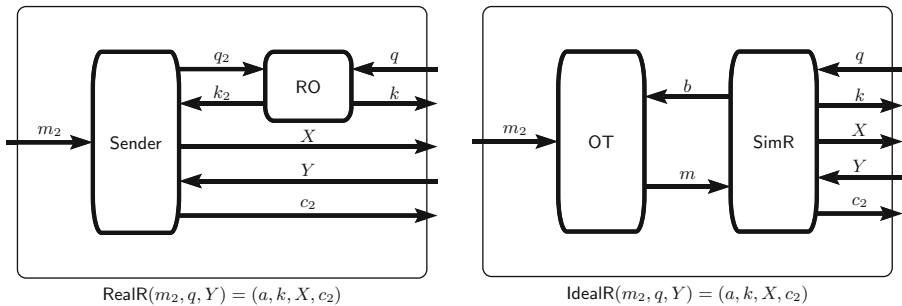 q₂
q
RO
k₂
k
m₂
Sender
X
Y
c₂
RealR(m₂, q, Y) = (a, k, X, c₂)
q
b
k
m₂
OT
SimR
X
Y
m
c₂
IdealR(m₂, q, Y) = (a, k, X, c₂)